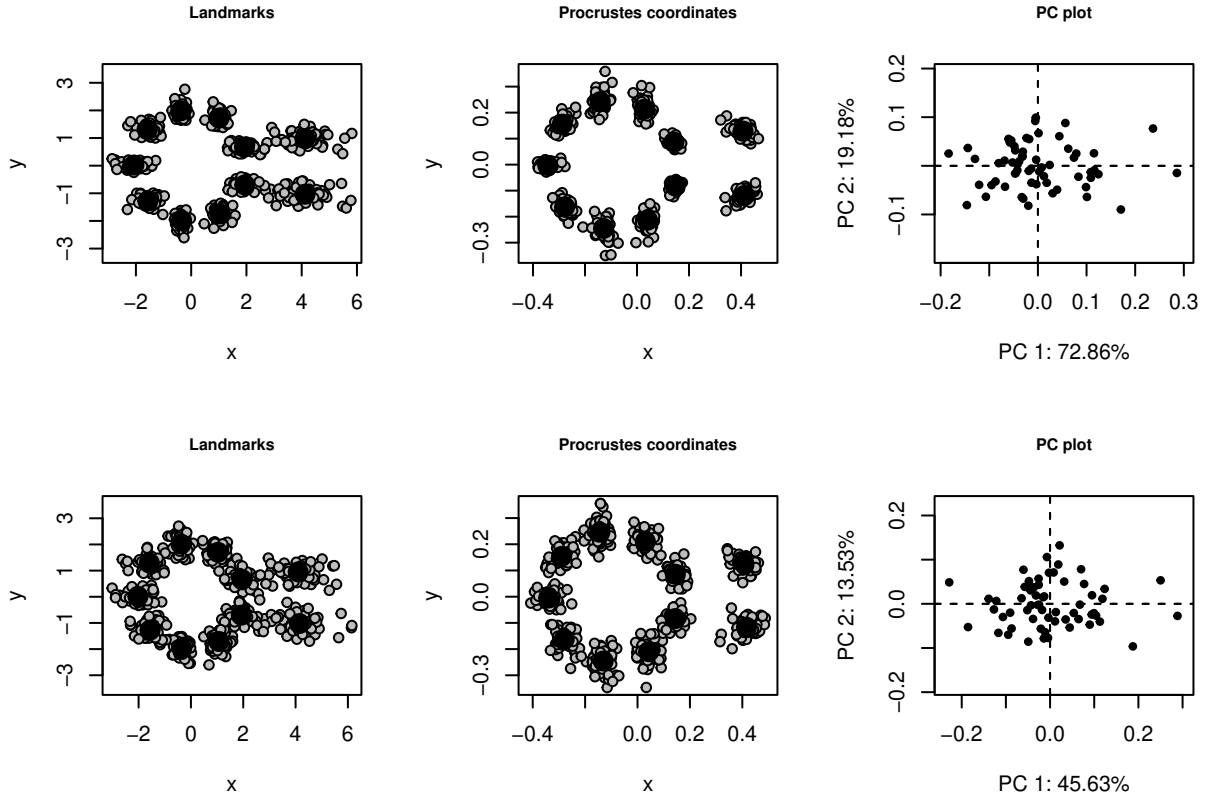 Landmarks
Procrustes coordinates
PC plot
3
1
−1
−3
y
−2 0 2 4 6
x
0.2
0.0
−0.3
y
−0.4 0.0 0.2 0.4
x
0.2
0.1
−0.1
PC 2: 19.18%
−0.2 0.0 0.1 0.2 0.3
PC 1: 72.86%
Landmarks
Procrustes coordinates
PC plot
3
1
−1
−3
y
−2 0 2 4 6
x
0.2
0.0
−0.3
y
−0.4 0.0 0.2 0.4
x
0.2
0.0
−0.2
PC 2: 13.53%
−0.2 0.0 0.2
PC 1: 45.63%